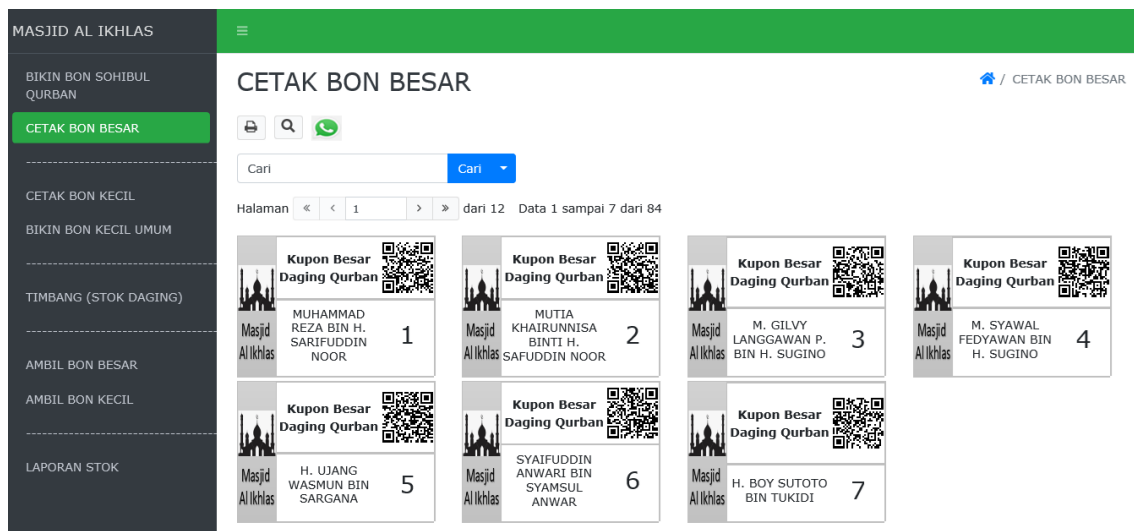 MASJID AL IKHLAS
BIKIN BON SOHIBUL
QURBAN
CETAK BON BESAR
CETAK BON KECIL
BIKIN BON KECIL UMUM
TIMBANG (STOK DAGING)
AMBIL BON BESAR
AMBIL BON KECIL
LAPORAN STOK
CETAK BON BESAR
/ CETAK BON BESAR
Cari
Cari
Halaman « ‹ 1 › » dari 12 Data 1 sampai 7 dari 84
Kupon Besar
Daging Qurban
Masjid
Al Ikhlas
MUHAMMAD
REZA BIN H.
SARIFUDDIN
NOOR
1
Kupon Besar
Daging Qurban
Masjid
Al Ikhlas
MUTIA
KHAIRUNNISA
BINTI H.
SAFUDDIN NOOR
2
Kupon Besar
Daging Qurban
Masjid
Al Ikhlas
M. GILVY
LANGGAWAN P.
BIN H. SUGINO
3
Kupon Besar
Daging Qurban
Masjid
Al Ikhlas
M. SYAWAL
FEDYAWAN BIN
H. SUGINO
4
Kupon Besar
Daging Qurban
Masjid
Al Ikhlas
H. UJANG
WASMUN BIN
SARGANA
5
Kupon Besar
Daging Qurban
Masjid
Al Ikhlas
SYAIFUDDIN
ANWARI BIN
SYAMSUL
ANWAR
6
Kupon Besar
Daging Qurban
Masjid
Al Ikhlas
H. BOY SUTOTO
BIN TUKIDI
7